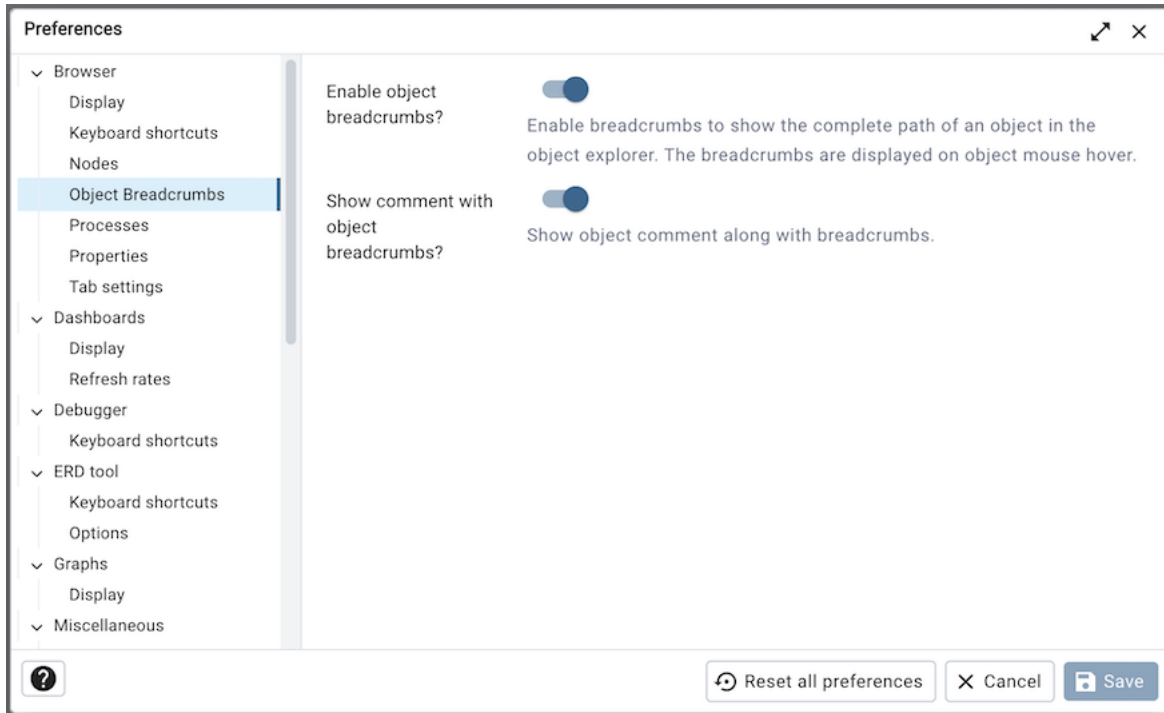 Preferences
Browser
Display
Keyboard shortcuts
Nodes
Object Breadcrumbs
Processes
Properties
Tab settings
Dashboards
Display
Refresh rates
Debugger
Keyboard shortcuts
ERD tool
Keyboard shortcuts
Options
Graphs
Display
Miscellaneous
Enable object
breadcrumbs?
Enable breadcrumbs to show the complete path of an object in the
object explorer. The breadcrumbs are displayed on object mouse hover.
Show comment with
object
breadcrumbs?
Show object comment along with breadcrumbs.
?
Reset all preferences
Cancel
Save